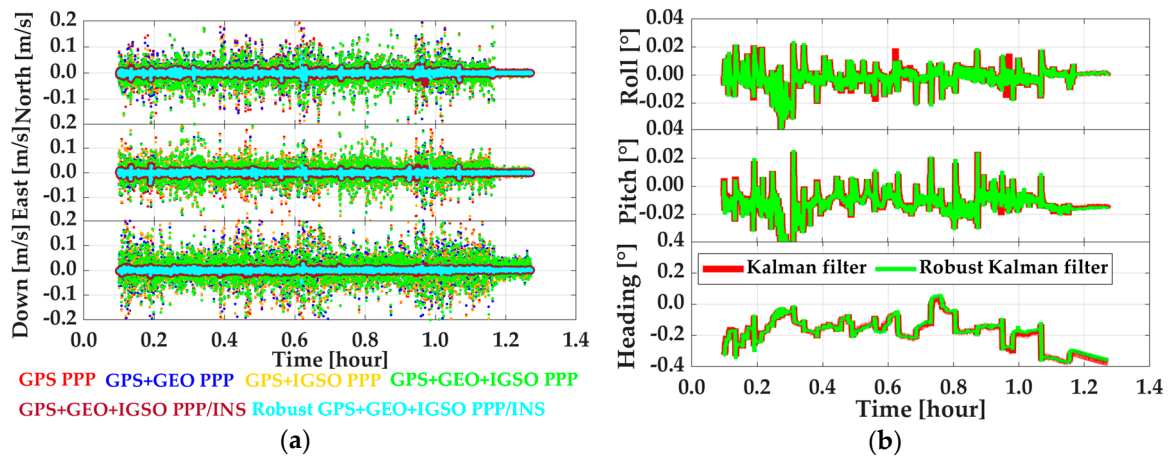 (a)
North [m/s]
0.2
0.1
0.0
-0.1
East [m/s]
0.2
0.1
0.0
-0.1
Down [m/s]
0.2
0.1
0.0
-0.1
-0.2
0.0 0.2 0.4 0.6 0.8 1.0 1.2 1.4
Time [hour]
GPS PPP GPS+GEO PPP GPS+IGSO PPP GPS+GEO+IGSO PPP
GPS+GEO+IGSO PPP/INS Robust GPS+GEO+IGSO PPP/INS
(b)
Roll [°]
0.04
0.02
0.00
-0.02
Pitch [°]
0.04
0.02
0.00
-0.02
Heading [°]
0.4
Kalman filter Robust Kalman filter
0.0
-0.2
-0.4
0.0 0.2 0.4 0.6 0.8 1.0 1.2 1.4
Time [hour]